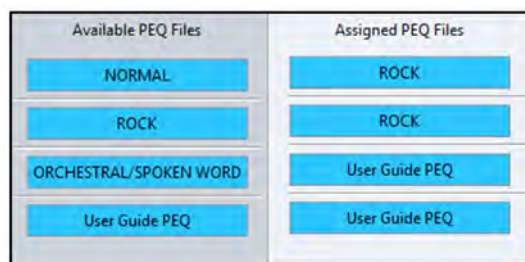 Available PEQ Files
Assigned PEQ Files
NORMAL
ROCK
ROCK
ROCK
ORCHESTRAL/SPOKEN WORD
User Guide PEQ
User Guide PEQ
User Guide PEQ